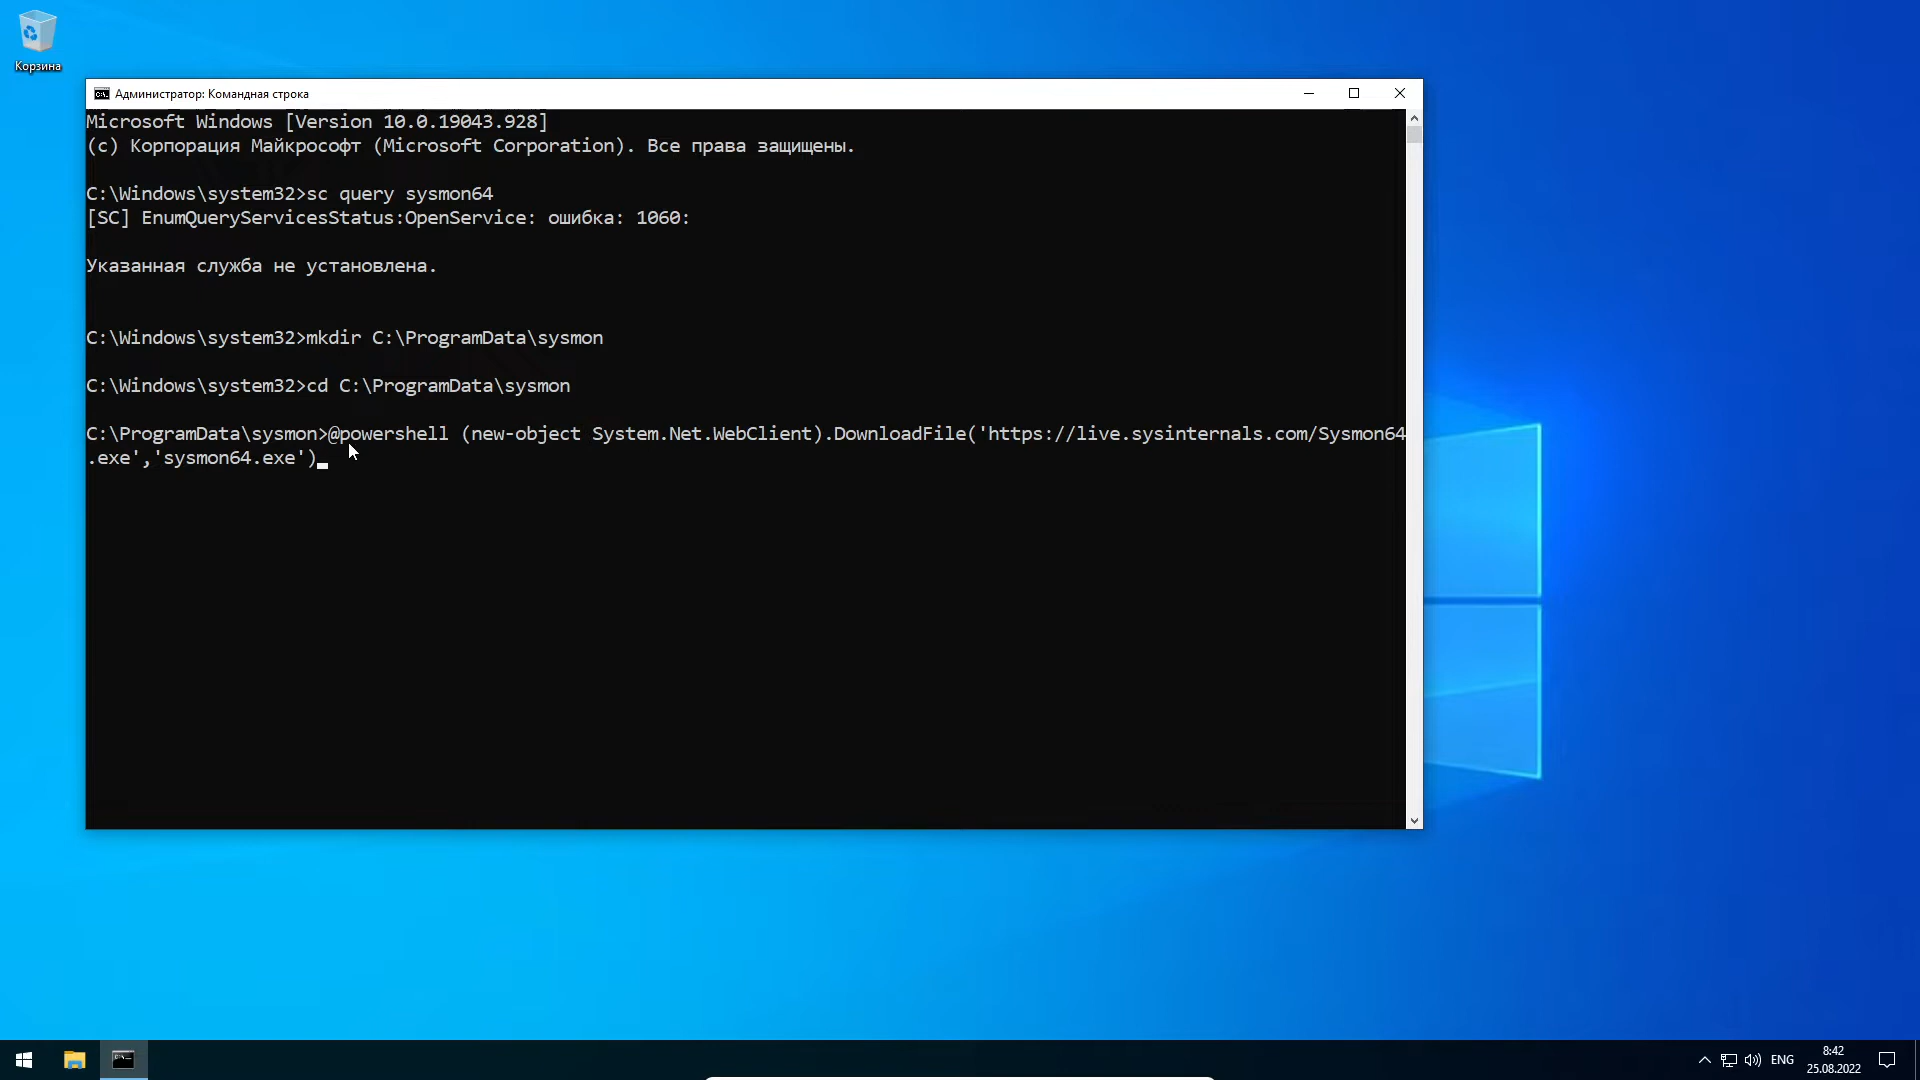 Корзина
Администратор: Командная строка
Microsoft Windows [Version 10.0.19043.928]
(c) Корпорация Майкрософт (Microsoft Corporation). Все права защищены.
C:\Windows\system32>sc query sysmon64
[SC] EnumQueryServicesStatus:OpenService: ошибка: 1060:
Указанная служба не установлена.
C:\Windows\system32>mkdir C:\ProgramData\sysmon
C:\Windows\system32>cd C:\ProgramData\sysmon
C:\ProgramData\sysmon>@powershell (new-object System.Net.WebClient).DownloadFile('https://live.sysinternals.com/Sysmon64
.exe','sysmon64.exe')
ENG
8:42
25.08.2022